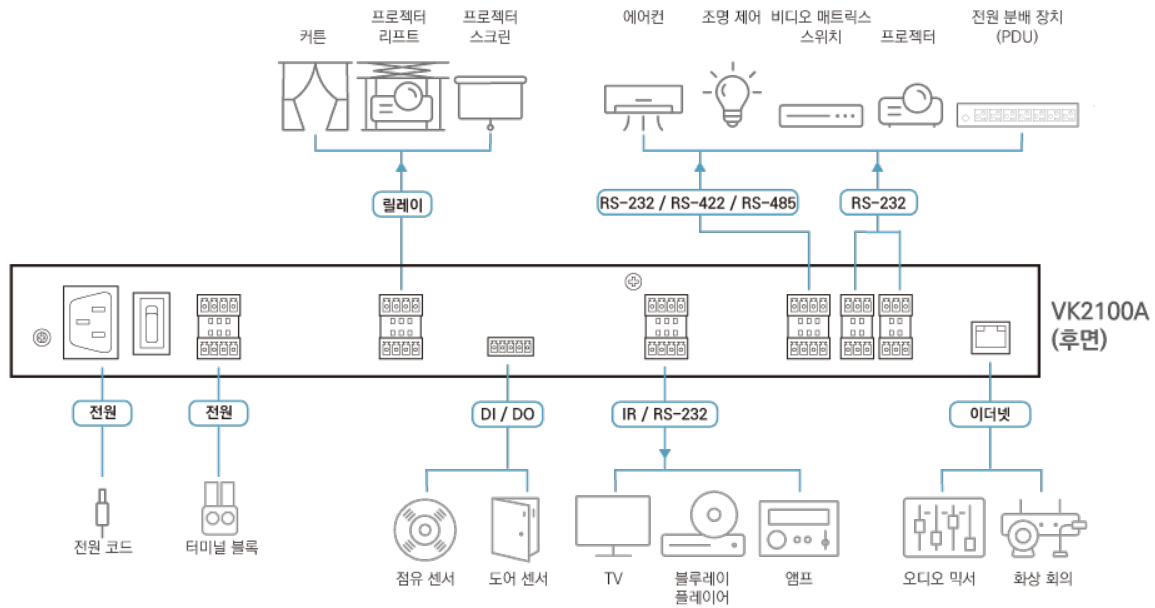 커튼
프로젝터
리프트
프로젝터
스크린
에어컨
조명 제어
비디오 매트릭스
스위치
프로젝터
전원 분배 장치
(PDU)
릴레이
RS-232 / RS-422 / RS-485
RS-232
VK2100A
(후면)
전원
전원
DI / DO
IR / RS-232
이더넷
전원 코드
터미널 블록
점유 센서
도어 센서
TV
블루레이
플레이어
앰프
오디오 믹서
화상 회의